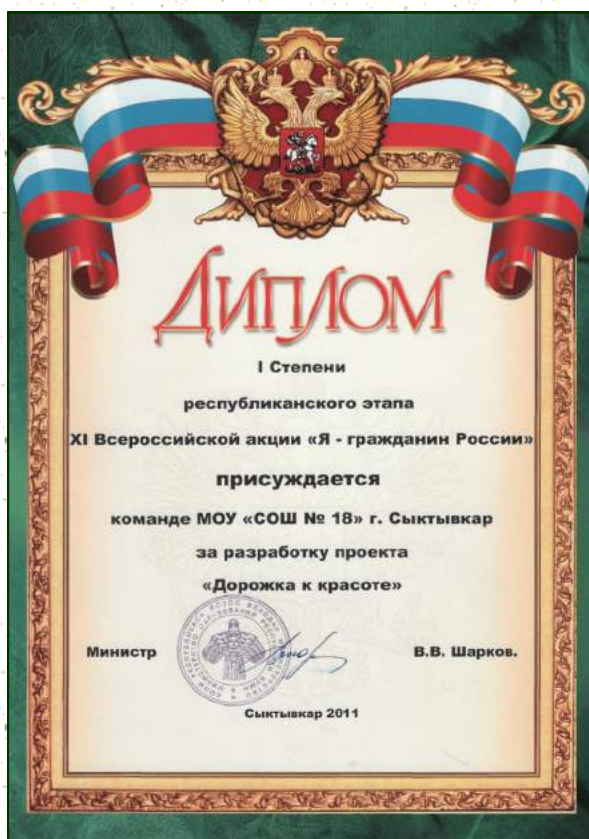 Диплом
I Степени
республиканского этапа
XI Всероссийской акции «Я - гражданин России»
присуждается
команде МОУ «СОШ № 18» г. Сыктывкар
за разработку проекта
«Дорожка к красоте»
Министр
В.В. Шарков.
Сыктывкар 2011